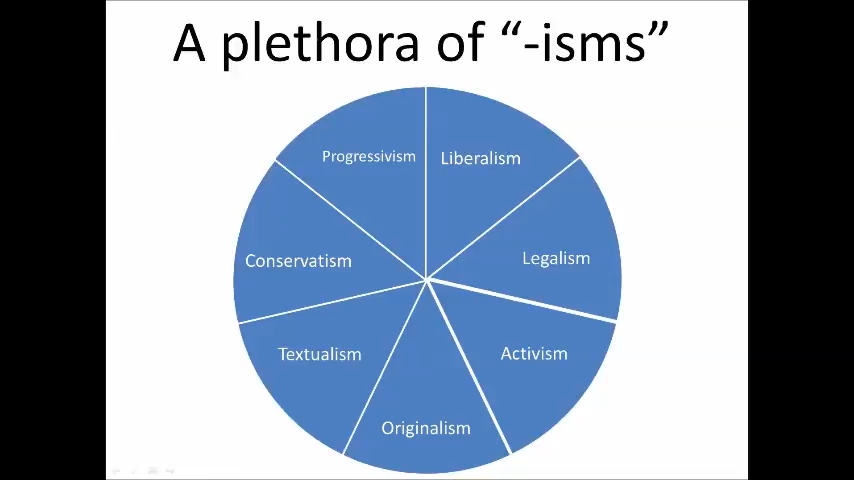 A plethora of “-isms”
Progressivism
Liberalism
Conservatism
Legalism
Textualism
Activism
Originalism